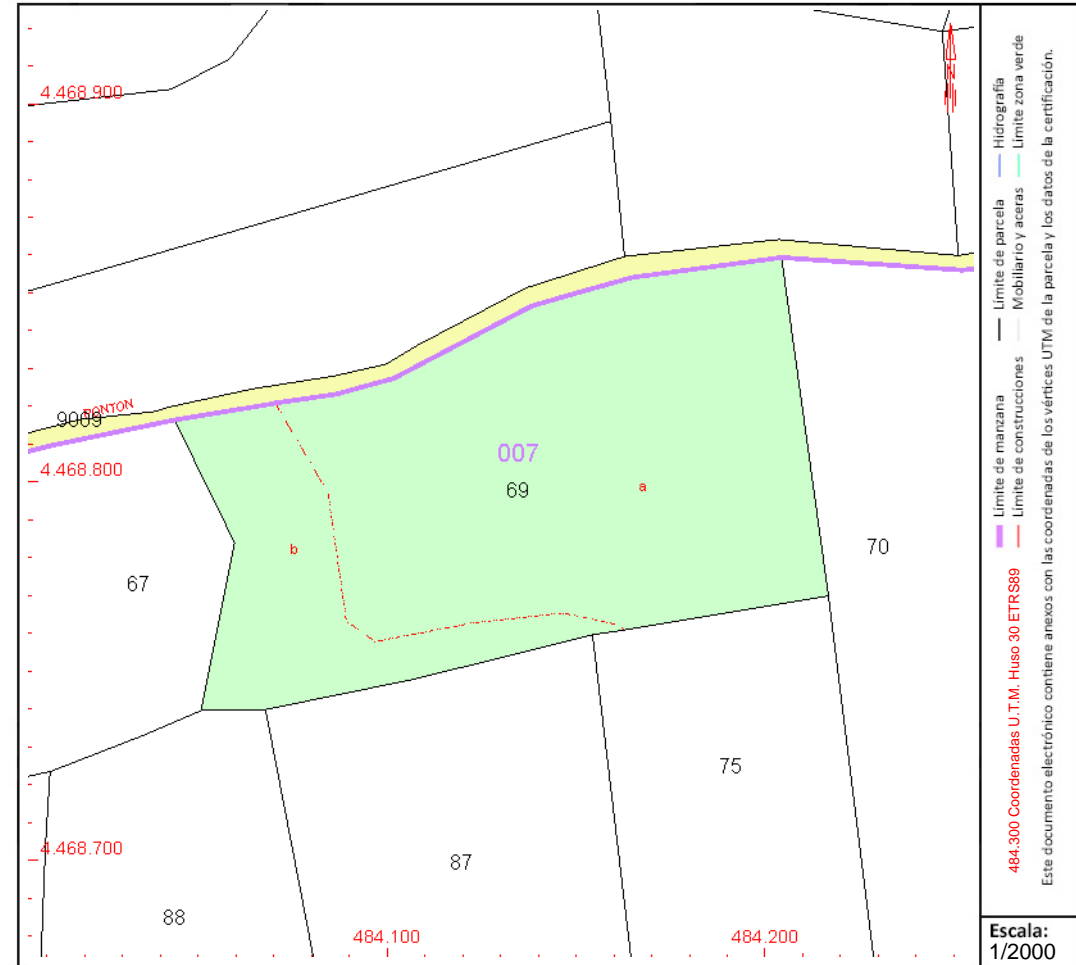 4.468.900
9009
PONTON
4.468.800
007
69
a
b
67
70
75
4.468.700
87
88
484.100
484.200
N
Límite de manzana
Límite de parcela
Hidrografía
Límite de construcciones
Mobiliario y aceras
Límite zona verde
484.300 Coordenadas U.T.M. Huso 30 ETRS89
Este documento electrónico contiene anexos con las coordenadas de los vértices UTM de la parcela y los datos de la certificación.
Escala:
1/2000